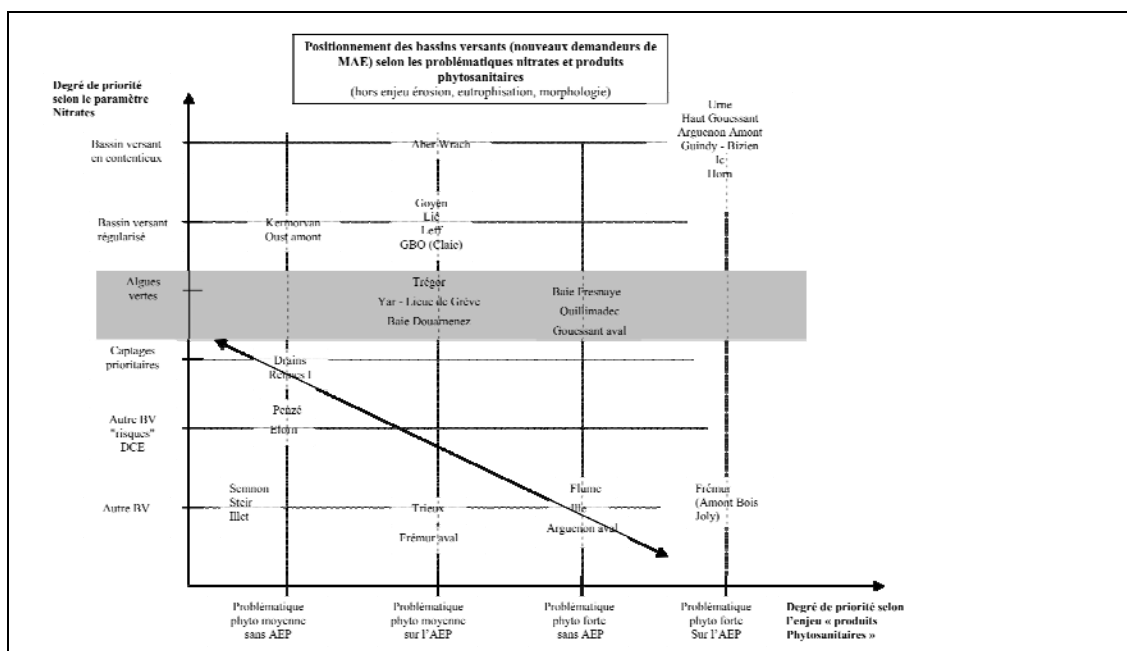 Positionnement des bassins versants (nouveaux demandeurs de
MAE) selon les problématiques nitrates et produits
phytosanitaires
(hors enjeu érosion, eutrophisation, morphologie)
Degré de priorité
selon le paramètre
Nitrates
Urne
Haut Gouessant
Arguenon Amont
Guindy - Bizien
Ic
Horn
Bassin versant
en contentieux
Aber Wrach
Bassin versant
régularisé
Kermorvan
Oust amont
Goyen
Lié
Leff
GBO (Claie)
Algues
vertes
Trégor
Yar - Lieue de Grève
Baie Douarnenez
Baie Fresnaye
Quillimadec
Gouessant aval
Captages
prioritaires
Drains
Rennes I
Autre BV
"risques"
DCE
Penzé
Elorn
Autre BV
Semnon
Steir
Illet
Trieux
Frémur aval
Flume
Ille
Arguenon aval
Frémur
(Amont Bois
Joly)
Problématique
phyto moyenne
sans AEP
Problématique
phyto moyenne
sur l'AEP
Problématique
phyto forte
sans AEP
Problématique
phyto forte
Sur l'AEP
Degré de priorité selon
l'enjeu « produits
Phytosanitaires »